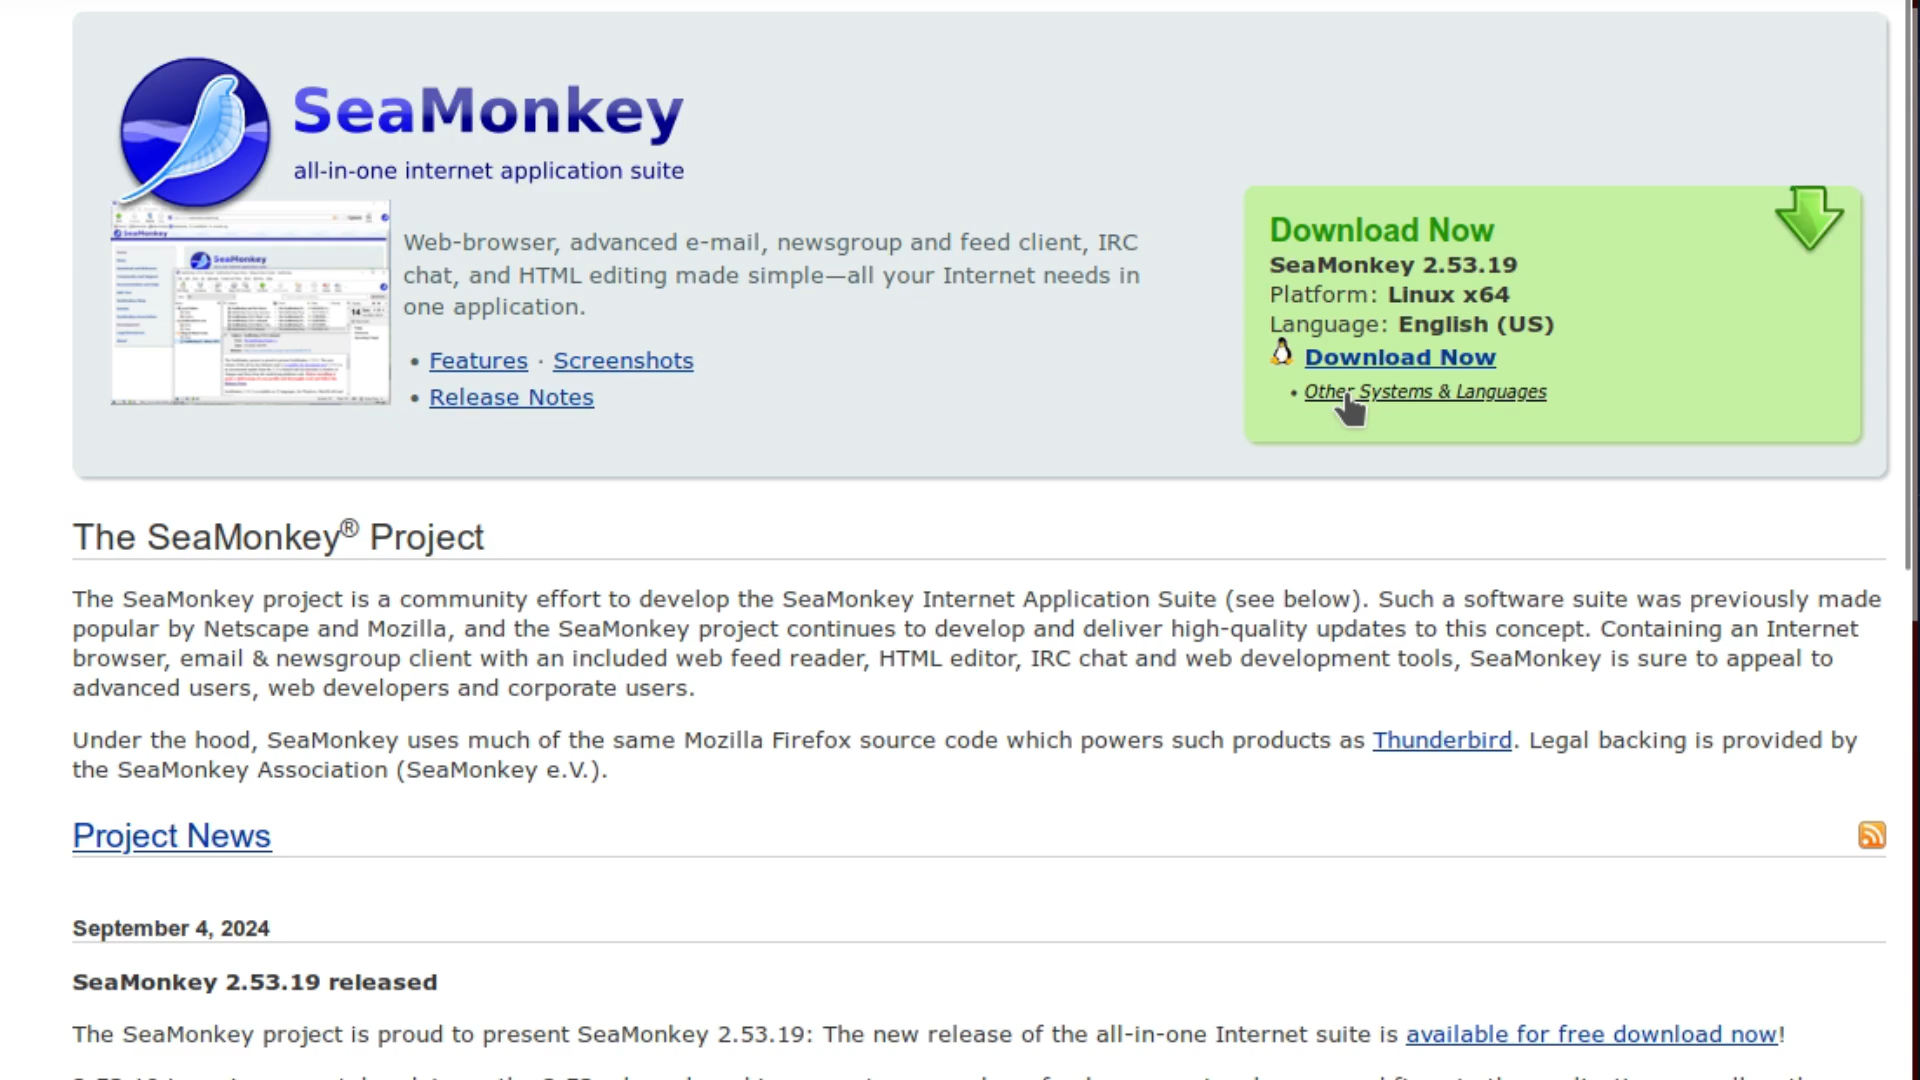 SeaMonkey
all-in-one internet application suite
Web-browser, advanced e-mail, newsgroup and feed client, IRC
chat, and HTML editing made simple—all your Internet needs in
one application.
• Features · Screenshots
• Release Notes
Download Now
SeaMonkey 2.53.19
Platform: Linux x64
Language: English (US)
Download Now
• Other Systems & Languages
The SeaMonkey® Project
The SeaMonkey project is a community effort to develop the SeaMonkey Internet Application Suite (see below). Such a software suite was previously made
popular by Netscape and Mozilla, and the SeaMonkey project continues to develop and deliver high-quality updates to this concept. Containing an Internet
browser, email & newsgroup client with an included web feed reader, HTML editor, IRC chat and web development tools, SeaMonkey is sure to appeal to
advanced users, web developers and corporate users.
Under the hood, SeaMonkey uses much of the same Mozilla Firefox source code which powers such products as Thunderbird. Legal backing is provided by
the SeaMonkey Association (SeaMonkey e.V.).
Project News
September 4, 2024
SeaMonkey 2.53.19 released
The SeaMonkey project is proud to present SeaMonkey 2.53.19: The new release of the all-in-one Internet suite is available for free download now!